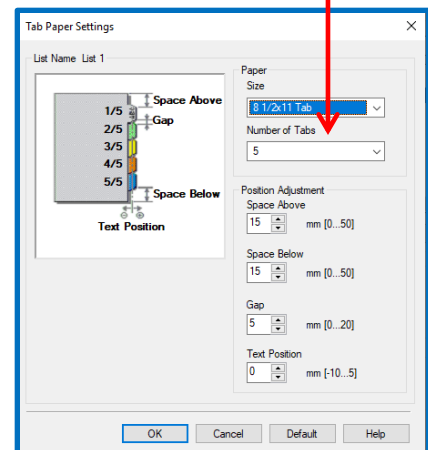 Tab Paper Settings
List Name List 1
Space Above
1/5
Gap
2/5
3/5
4/5
5/5
Space Below
Text Position
Paper
Size
8 1/2x11 Tab
Number of Tabs
5
Position Adjustment
Space Above
15 mm [0...50]
Space Below
15 mm [0...50]
Gap
5 mm [0...20]
Text Position
0 mm [-10...5]
OK Cancel Default Help